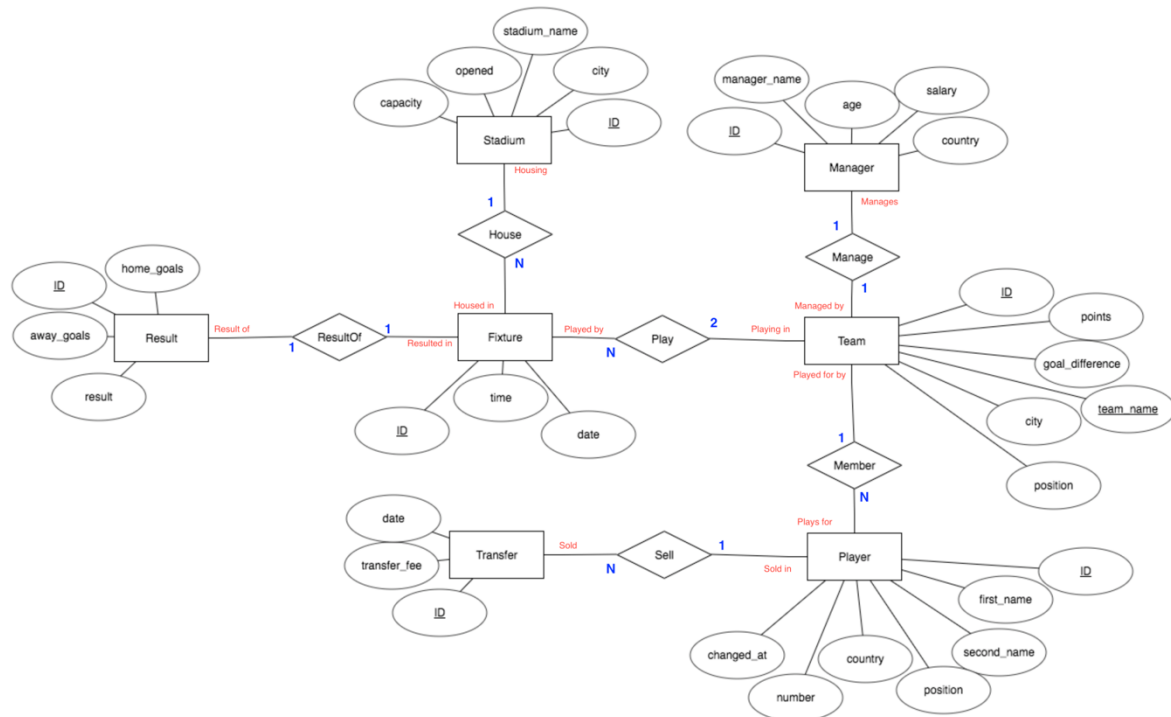 stadium_name
opened
city
capacity
ID
Stadium
Housing
1
House
N
Housed in
manager_name
age
salary
ID
country
Manager
Manages
1
Manage
1
Managed by
ID
home_goals
away_goals
Result
result
Result of
1
ResultOf
1
Resulted in
Fixture
Played by
N
Play
2
Playing in
Team
Played for by
ID
time
date
ID
points
goal_difference
team_name
city
position
1
Member
N
Plays for
date
transfer_fee
ID
Transfer
Sold
N
Sell
1
Sold in
Player
ID
first_name
second_name
changed_at
country
number
position